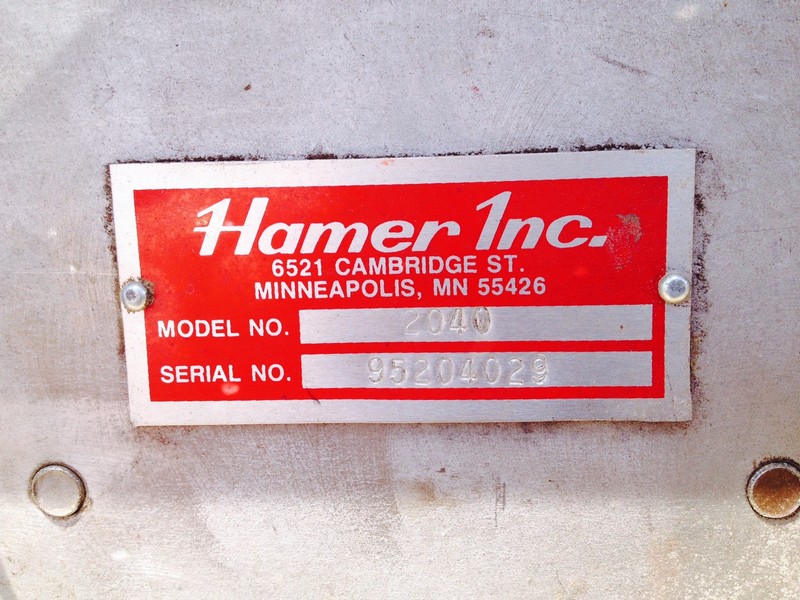 Hamer Inc.
6521 CAMBRIDGE ST.
MINNEAPOLIS, MN 55426
MODEL NO. 2040
SERIAL NO. 95204029